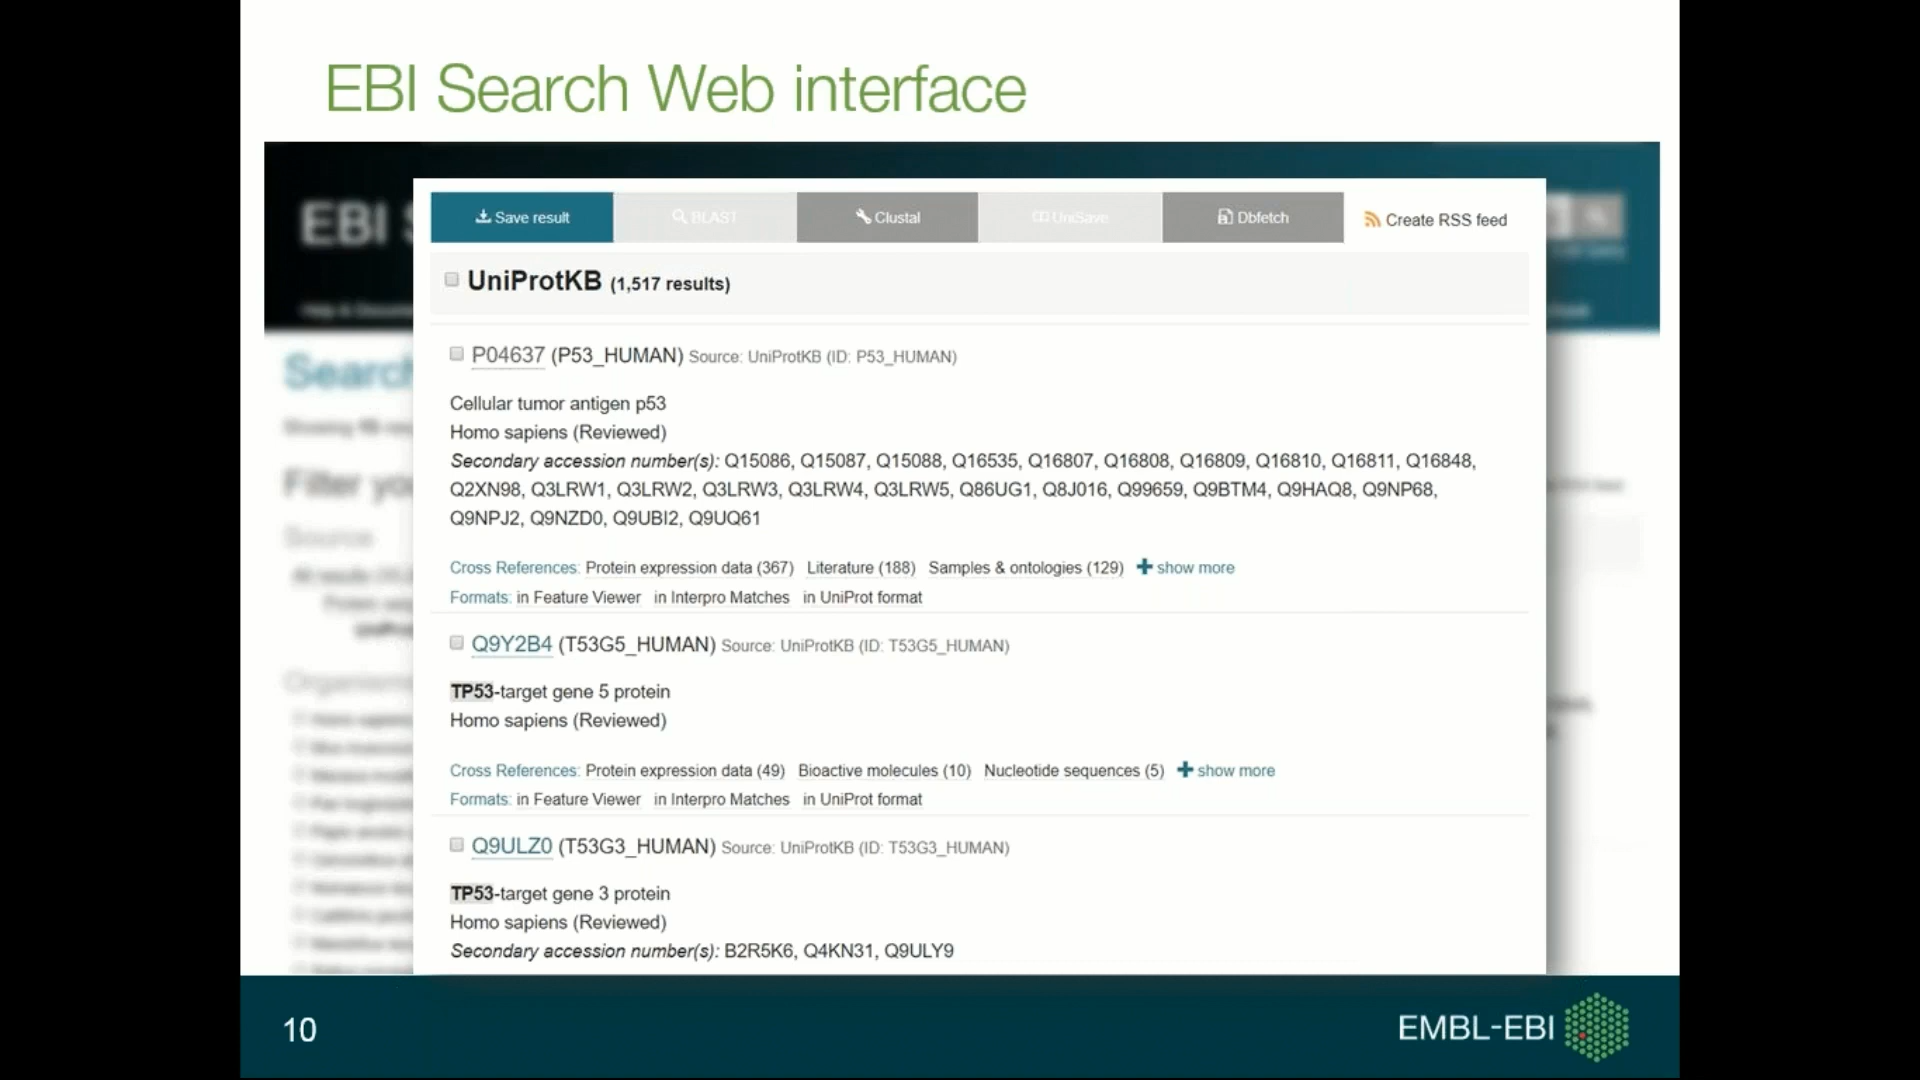 EBI Search Web interface
EBI
Save result BLAST Clustal UniSave Dbfetch Create RSS feed
UniProtKB (1,517 results)
P04637 (P53_HUMAN) Source: UniProtKB (ID: P53_HUMAN)
Search
Cellular tumor antigen p53
Homo sapiens (Reviewed)
Secondary accession number(s): Q15086, Q15087, Q15088, Q16535, Q16807, Q16808, Q16809, Q16810, Q16811, Q16848,
Q2XN98, Q3LRW1, Q3LRW2, Q3LRW3, Q3LRW4, Q3LRW5, Q86UG1, Q8J016, Q99659, Q9BTM4, Q9HAQ8, Q9NP68,
Q9NPJ2, Q9NZD0, Q9UBI2, Q9UQ61
Filter
Source
Cross References: Protein expression data (367) Literature (188) Samples & ontologies (129) show more
Formats: in Feature Viewer in Interpro Matches in UniProt format
Q9Y2B4 (T53G5_HUMAN) Source: UniProtKB (ID: T53G5_HUMAN)
TP53-target gene 5 protein
Homo sapiens (Reviewed)
Cross References: Protein expression data (49) Bioactive molecules (10) Nucleotide sequences (5) show more
Formats: in Feature Viewer in Interpro Matches in UniProt format
Q9ULZ0 (T53G3_HUMAN) Source: UniProtKB (ID: T53G3_HUMAN)
TP53-target gene 3 protein
Homo sapiens (Reviewed)
Secondary accession number(s): B2R5K6, Q4KN31, Q9ULY9
10
EMBL-EBI